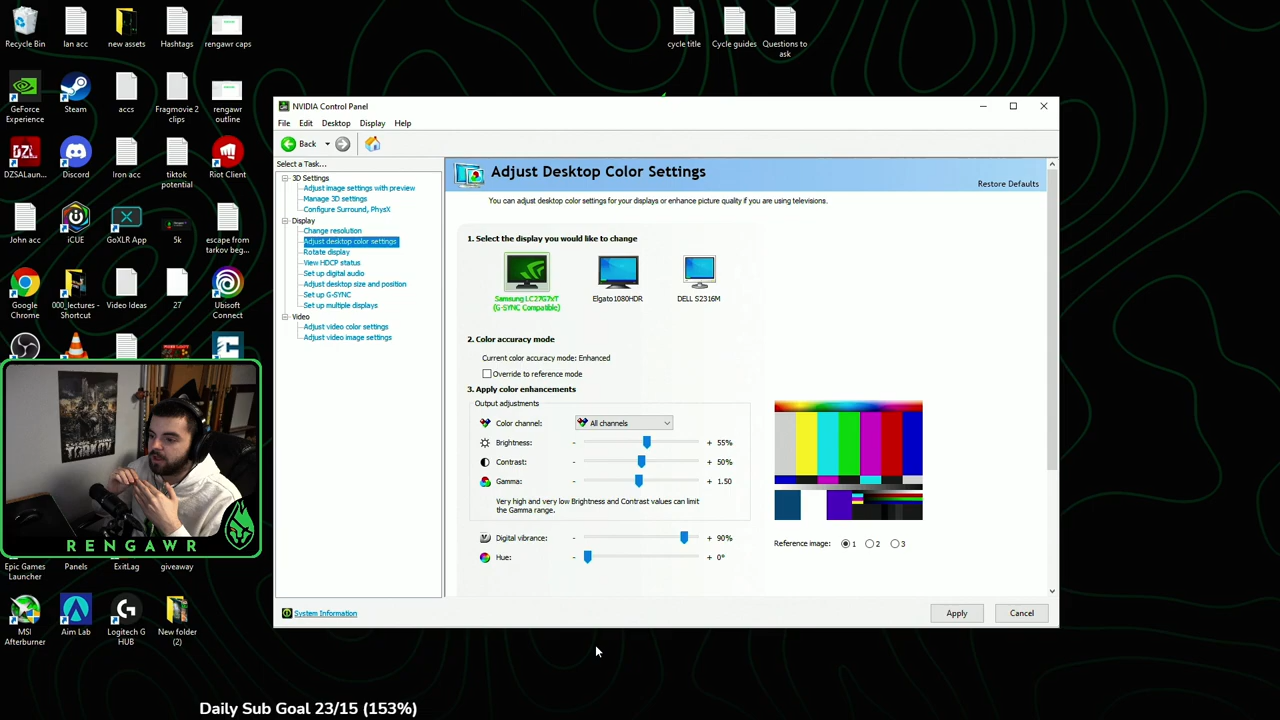 Recycle Bin
lan acc
new assets
Hashtags
rengawr caps
cycle title
Cycle guides
Questions to ask
GeForce Experience
Steam
accs
Fragmovie 2 clips
rengawr outline
DZSALaun...
Discord
Iron acc
tiktok potential
Riot Client
John acc
iCUE
GoXLR App
5k
escape from tarkov beg...
Google Chrome
000_lectures - Shortcut
Video Ideas
27
Ubisoft Connect
NVIDIA Control Panel
File Edit Desktop Display Help
Back
Select a Task...
3D Settings
Adjust image settings with preview
Manage 3D settings
Configure Surround, PhysX
Display
Change resolution
Adjust desktop color settings
Rotate display
View HDCP status
Set up digital audio
Adjust desktop size and position
Set up G-SYNC
Set up multiple displays
Video
Adjust video color settings
Adjust video image settings
System Information
Adjust Desktop Color Settings
Restore Defaults
You can adjust desktop color settings for your displays or enhance picture quality if you are using televisions.
1. Select the display you would like to change
Samsung LC27G7xT
(G-SYNC Compatible)
Elgato1080HDR
DELL S2316M
2. Color accuracy mode
Current color accuracy mode: Enhanced
Override to reference mode
3. Apply color enhancements
Output adjustments
Color channel: All channels
Brightness: - + 55%
Contrast: - + 50%
Gamma: - + 1.50
Very high and very low Brightness and Contrast values can limit
the Gamma range.
Digital vibrance: - + 90%
Hue: - + 0°
Reference image: 1 2 3
Apply
Cancel
RENGAWR
Epic Games Launcher
Panels
ExitLag
giveaway
MSI Afterburner
Aim Lab
Logitech G HUB
New folder (2)
Daily Sub Goal 23/15 (153%)